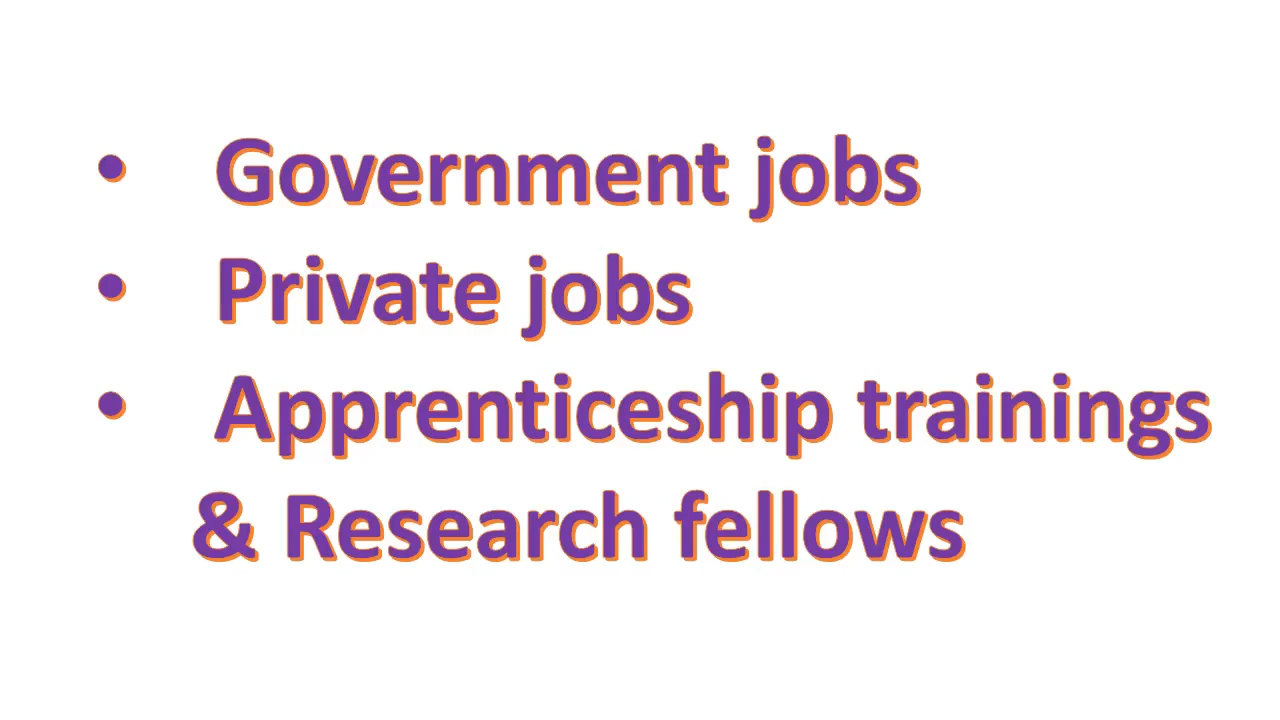 • Government jobs
• Private jobs
• Apprenticeship trainings
& Research fellows